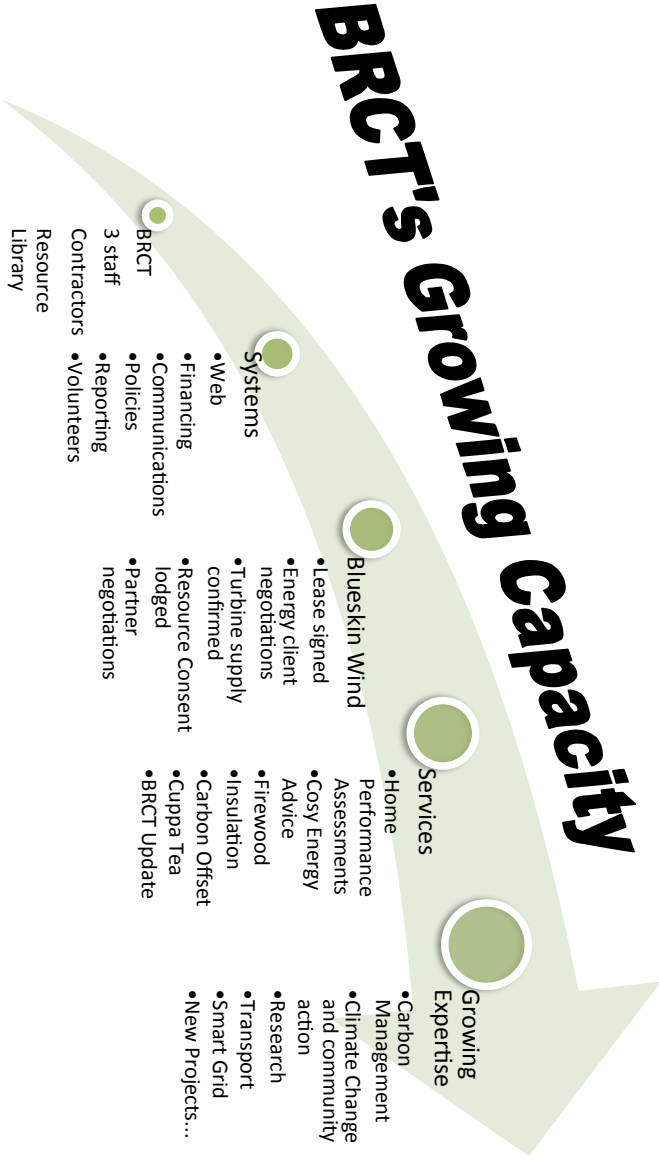 BRCT's Growing Capacity
BRCT
3 staff
Contractors
Resource
Library
Systems
•Web
•Financing
•Communications
•Policies
•Reporting
•Volunteers
Blueskin Wind
•Lease signed
•Energy client
negotiations
•Turbine supply
confirmed
•Resource Consent
lodged
•Partner
negotiations
Services
•Home
Performance
Assessments
•Cosy Energy
Advice
•Firewood
•Insulation
•Carbon Offset
•Cuppa Tea
•BRCT Update
Growing
Expertise
•Carbon
Management
•Climate Change
and community
action
•Research
•Transport
•Smart Grid
•New Projects...